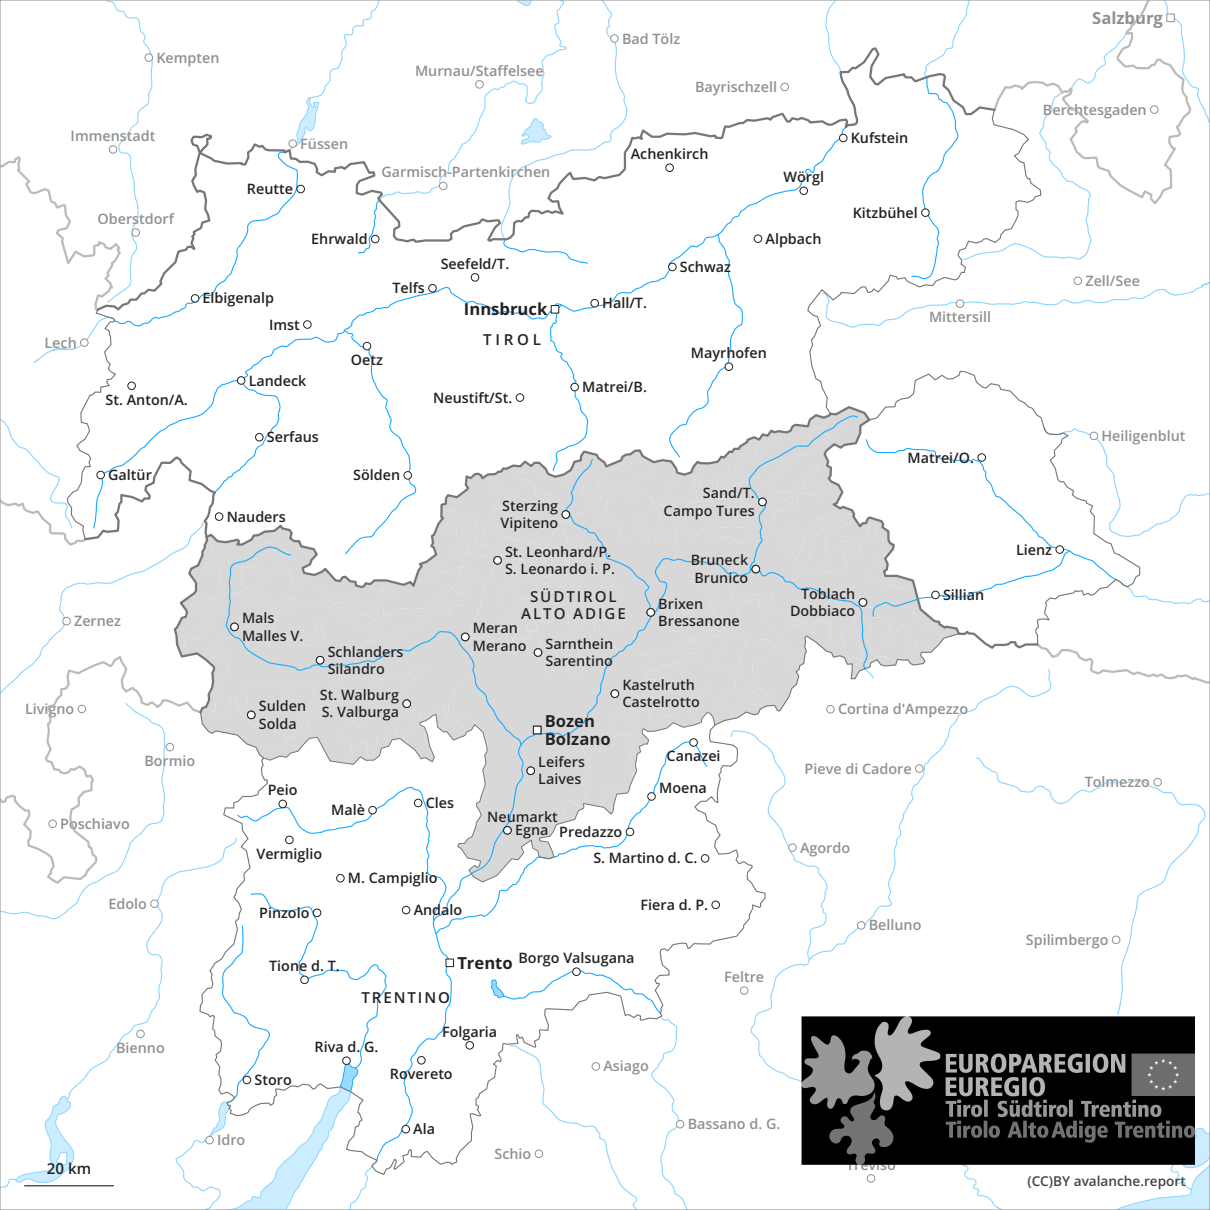 Salzburg
Bad Tölz
Kempten
Murnau/Staffelsee
Bayrischzell
Berchtesgaden
Immenstadt
Füssen
Kufstein
Achenkirch
Garmisch-Partenkirchen
Wörgl
Reutte
Oberstdorf
Kitzbühel
Ehrwald
Alpbach
Seefeld/T.
Schwaz
Zell/See
Telfs
Elbigenalp
Hall/T.
Innsbruck
Mittersill
Imst
TIROL
Lech
Oetz
Mayrhofen
Landeck
Matrei/B.
St. Anton/A.
Neustift/St.
Serfaus
Heiligenblut
Matrei/O.
Galtür
Sölden
Sand/T.
Campo Tures
Sterzing
Vipiteno
Nauders
St. Leonhard/P.
S. Leonardo i. P.
Lienz
Bruneck
Brunico
SÜDTIROL
ALTO ADIGE
Toblach
Dobbiaco
Sillian
Brixen
Bressanone
Mals
Malles V.
Zernez
Meran
Merano
Sarnthein
Sarentino
Schlanders
Silandro
Kastelruth
Castelrotto
St. Walburg
S. Valburga
Sulden
Solda
Livigno
Cortina d'Ampezzo
Bozen
Bolzano
Canazei
Bormio
Leifers
Laives
Pieve di Cadore
Tolmezzo
Peio
Moena
Malè
Cles
Neumarkt
Egna
Poschiavo
Predazzo
Agordo
Vermiglio
S. Martino d. C.
M. Campiglio
Edolo
Pinzolo
Andalo
Fiera d. P.
Belluno
Spilimbergo
Trento
Borgo Valsugana
Tione d. T.
Feltre
TRENTINO
Folgaria
Bienno
Riva d. G.
Rovereto
Asiago
Storo
EUROPAREGION
EUREGIO
Tirol Südtirol Trentino
Tirolo Alto Adige Trentino
Ala
Bassano d. G.
Idro
Schio
Treviso
20 km
(CC)BY avalanche.report